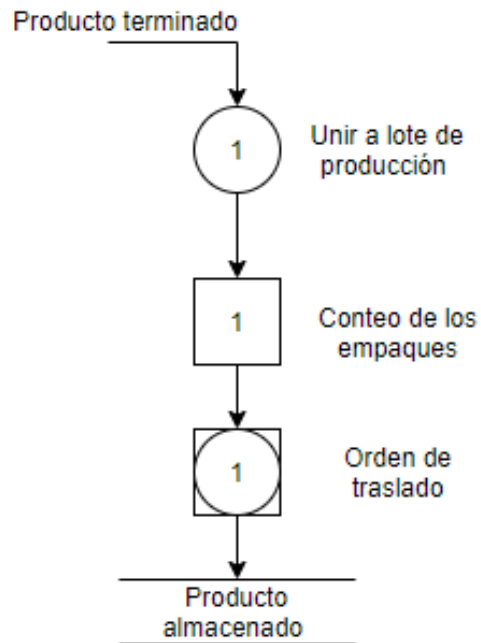 Producto terminado
1
Unir a lote de
producción
1
Conteo de los
empaques
1
Orden de
traslado
Producto
almacenado